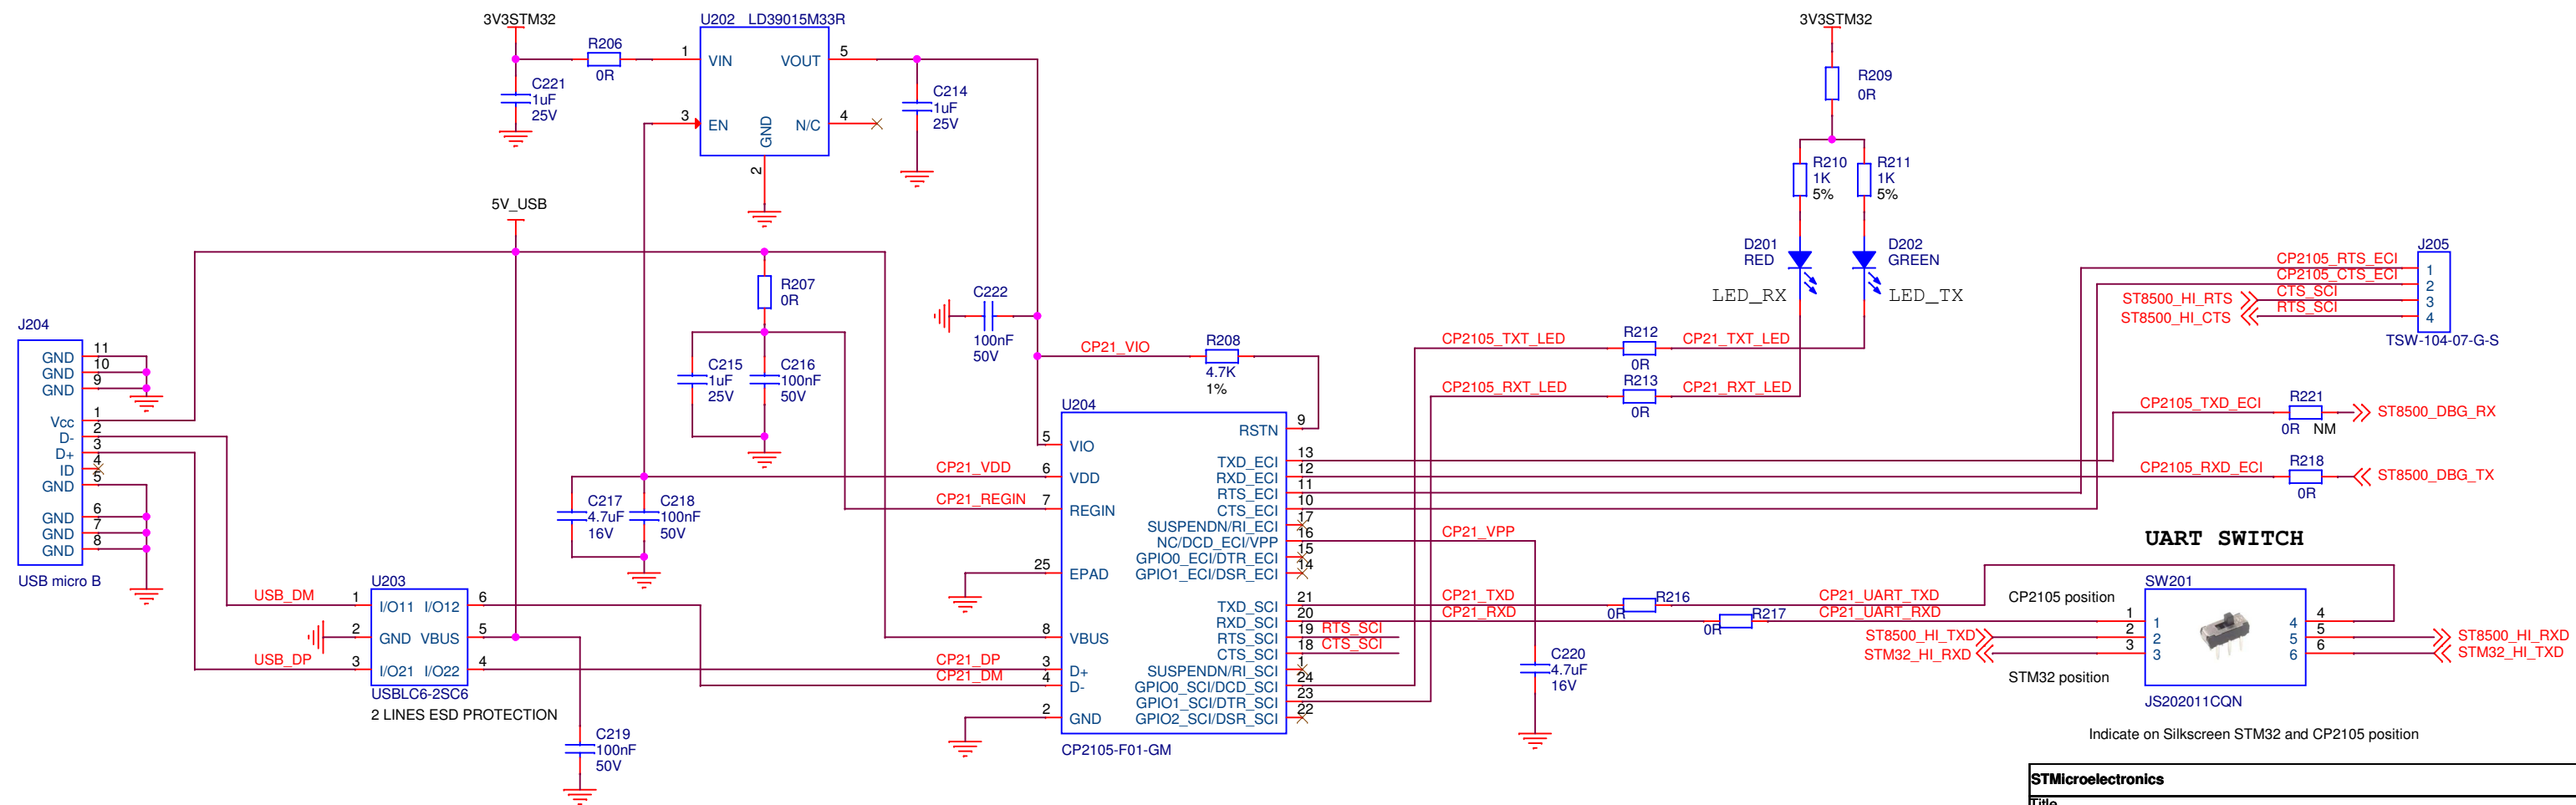 3V3STM32
R206
0R
C221
1uF
25V
U202 LD39015M33R
1 VIN
VOUT 5
3 EN
N/C 4
GND
2
C214
1uF
25V
3V3STM32
R209
0R
R210
1K
5%
R211
1K
5%
D201
RED
D202
GREEN
LED_RX
LED_TX
5V_USB
R207
0R
C215
1uF
25V
C216
100nF
50V
C222
100nF
50V
CP21_VIO
R208
4.7K
1%
CP2105_TXT_LED
R212
0R
CP21_TXT_LED
CP2105_RXT_LED
R213
0R
CP21_RXT_LED
J205
CP2105_RTS_ECI 1
CP2105_CTS_ECI 2
ST8500_HI_RTS CTS_SCI 3
ST8500_HI_CTS RTS_SCI 4
TSW-104-07-G-S
CP2105_TXD_ECI
R221
0R NM
ST8500_DBG_RX
CP2105_RXD_ECI
R218
0R
ST8500_DBG_TX
J204
GND 11
GND 10
GND 9
Vcc 1
D- 2
D+ 3
ID 4
GND 5
GND 6
GND 7
GND 8
USB micro B
C217
4.7uF
16V
C218
100nF
50V
CP21_VDD
CP21_REGIN
U204
5 VIO
6 VDD
7 REGIN
25 EPAD
8 VBUS
3 D+
4 D-
2 GND
RSTN 9
TXD_ECI 13
RXD_ECI 12
RTS_ECI 11
CTS_ECI 10
SUSPENDN/RI_ECI 17
NC/DCD_ECI/VPP 16
GPIO0_ECI/DTR_ECI 15
GPIO1_ECI/DSR_ECI 14
TXD_SCI 21
RXD_SCI 20
RTS_SCI 19
CTS_SCI 18
SUSPENDN/RI_SCI 1
GPIO0_SCI/DCD_SCI 24
GPIO1_SCI/DTR_SCI 23
GPIO2_SCI/DSR_SCI 22
CP2105-F01-GM
CP21_DP
CP21_DM
USB_DM
USB_DP
U203
1 I/O11 I/O12 6
2 GND VBUS 5
3 I/O21 I/O22 4
USBLC6-2SC6
2 LINES ESD PROTECTION
C219
100nF
50V
CP21_VPP
C220
4.7uF
16V
CP21_TXD
0R R216
CP21_UART_TXD
CP21_RXD
0R R217
CP21_UART_RXD
RTS_SCI
CTS_SCI
UART SWITCH
SW201
CP2105 position
STM32 position
ST8500_HI_TXD
STM32_HI_RXD
1 1
2 2
3 3
4 4
5 5
6 6
ST8500_HI_RXD
STM32_HI_TXD
JS202011CQN
Indicate on Silkscreen STM32 and CP2105 position
STMicroelectronics
Title